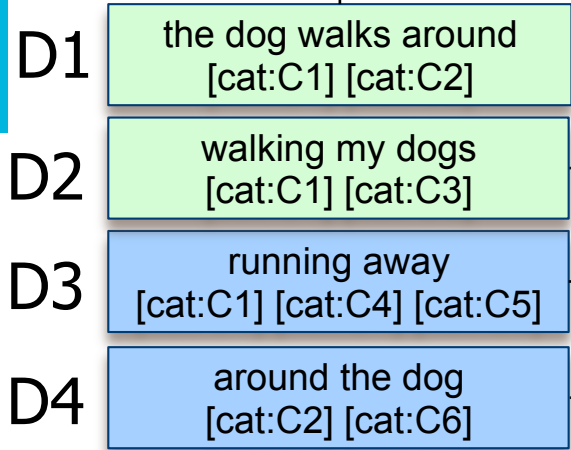 D1
the dog walks around
[cat:C1] [cat:C2]
D2
walking my dogs
[cat:C1] [cat:C3]
D3
running away
[cat:C1] [cat:C4] [cat:C5]
D4
around the dog
[cat:C2] [cat:C6]